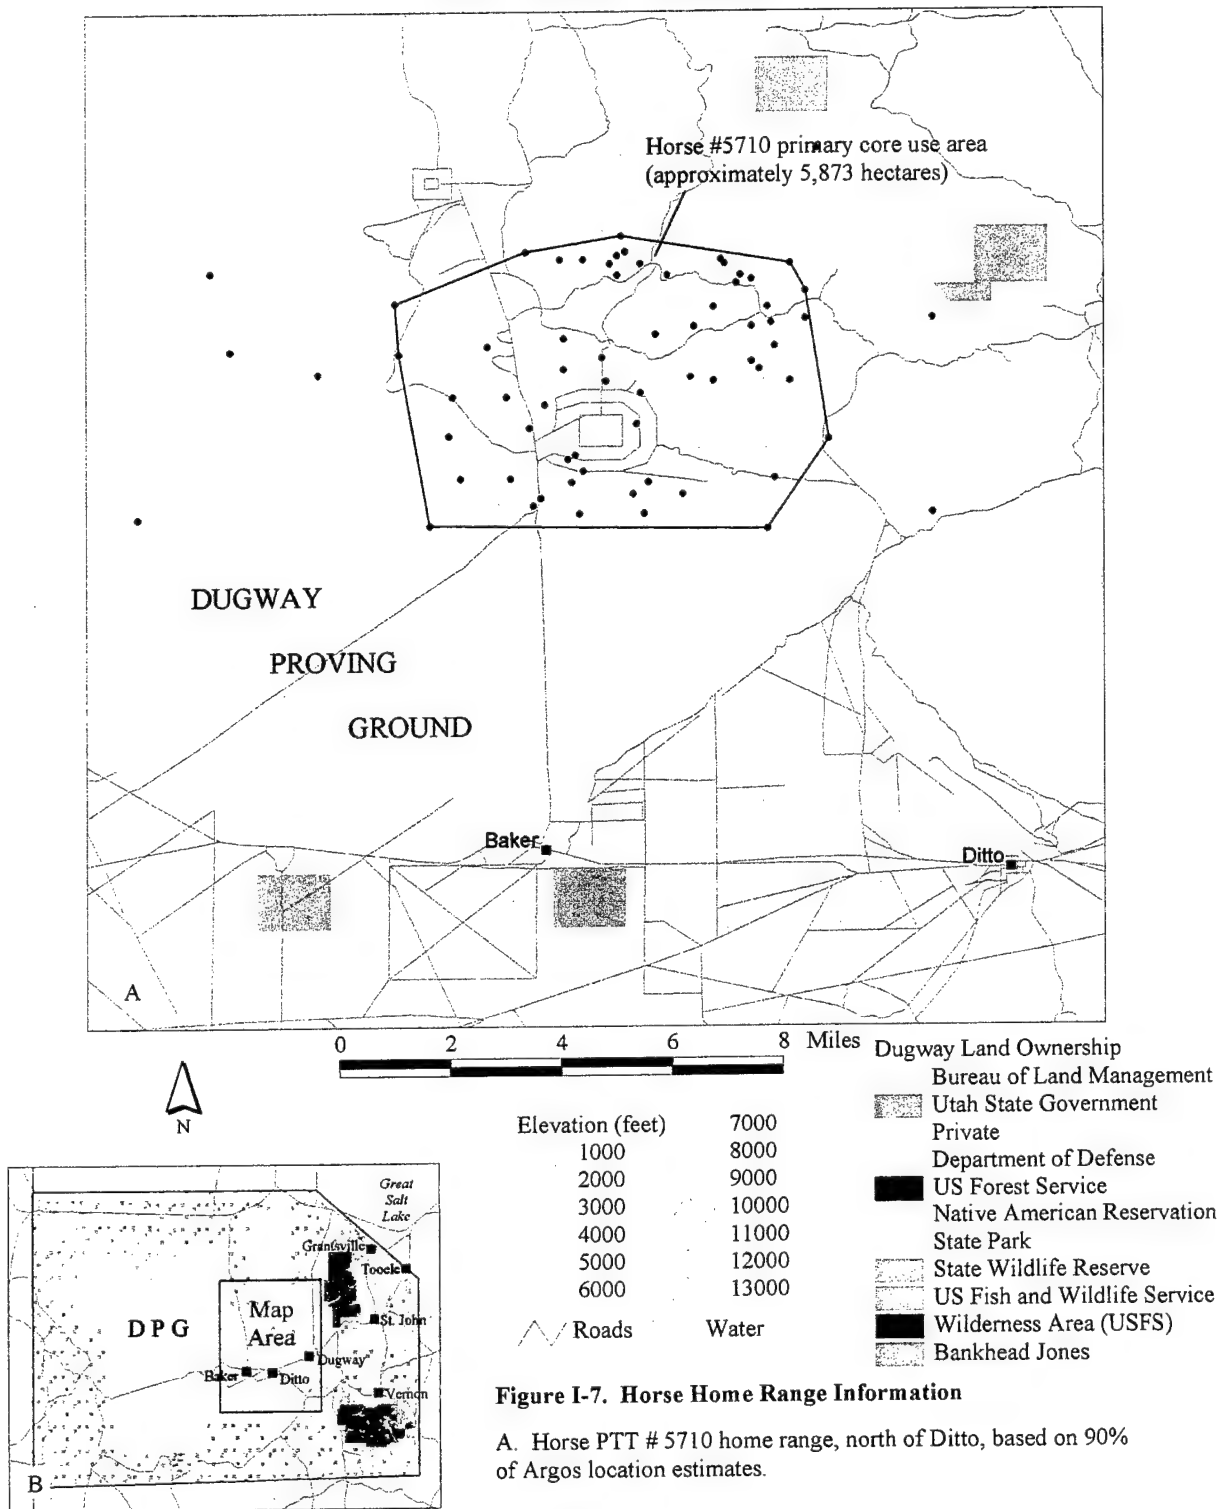 Horse #5710 primary core use area
(approximately 5,873 hectares)
DUGWAY
PROVING
GROUND
Baker
Ditto
A
0 2 4 6 8 Miles
N
Dugway Land Ownership
Bureau of Land Management
Utah State Government
Private
Department of Defense
US Forest Service
Native American Reservation
State Park
State Wildlife Reserve
US Fish and Wildlife Service
Wilderness Area (USFS)
Bankhead Jones
Elevation (feet) 7000
1000 8000
2000 9000
3000 10000
4000 11000
5000 12000
6000 13000
Roads Water
Great
Salt
Lake
Grantsville
Tooele
Map
Area
DPG
St. John
Dugway
Baker
Ditto
Vernon
B
Figure I-7. Horse Home Range Information
A. Horse PTT # 5710 home range, north of Ditto, based on 90%
of Argos location estimates.